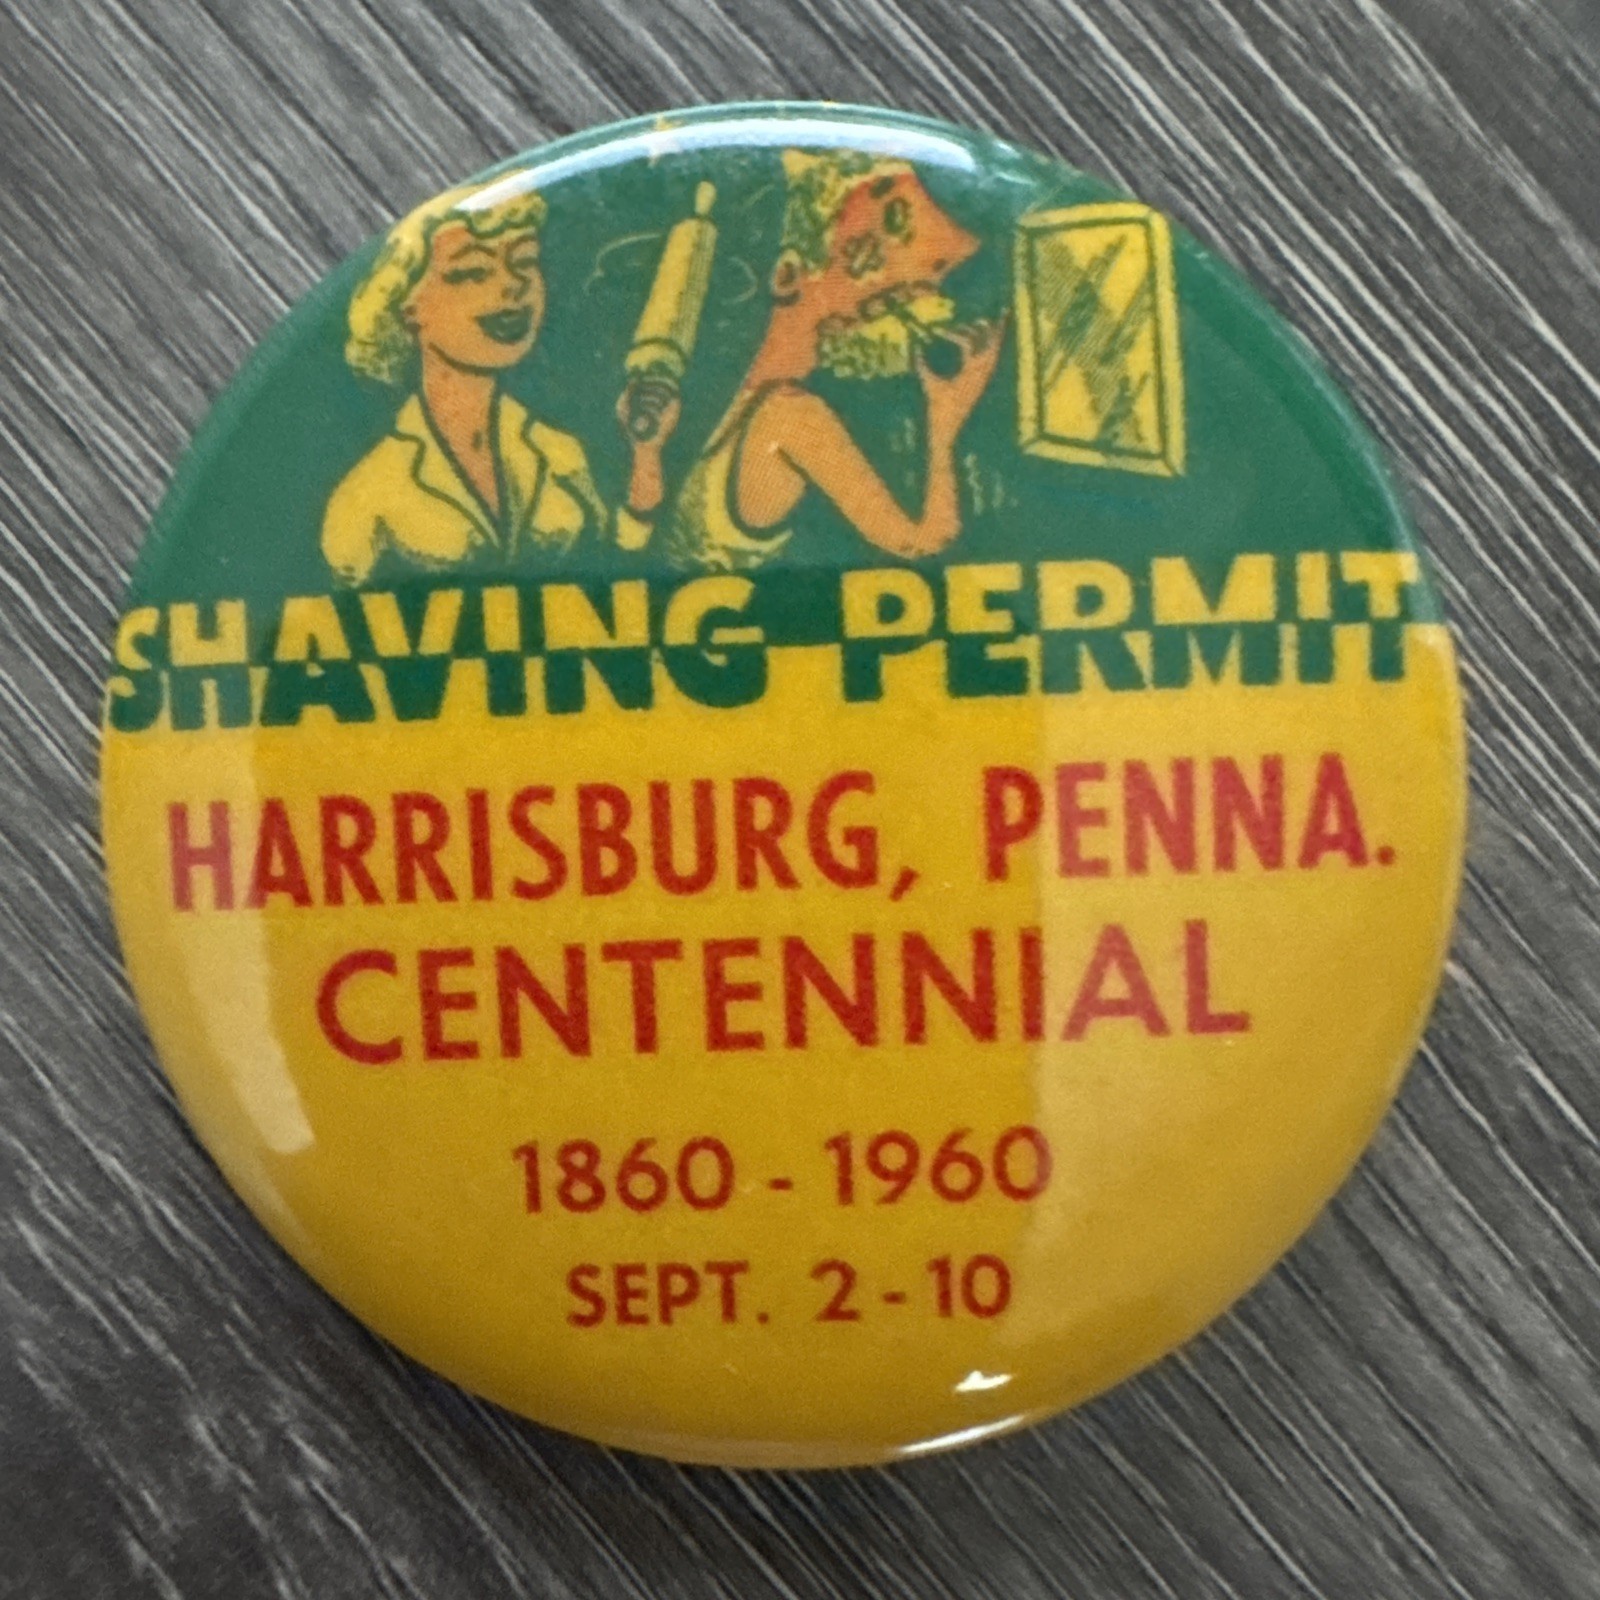 SHAVING PERMIT
HARRISBURG, PENNA.
CENTENNIAL
1860 - 1960
SEPT. 2 - 10